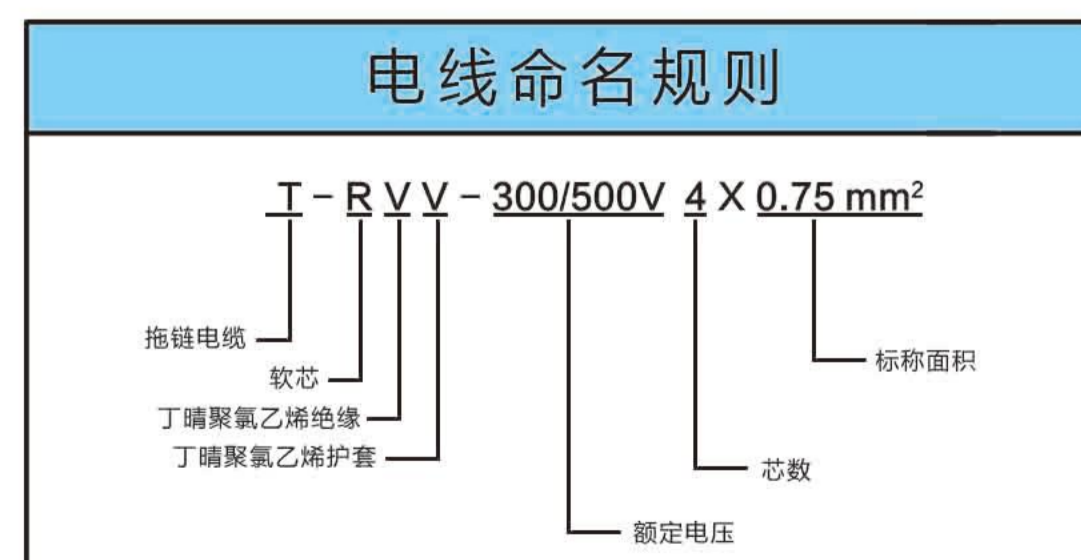 电线命名规则
T – R V V – 300/500V 4 X 0.75 mm²
拖链电缆
标称面积
软芯
丁晴聚氯乙烯绝缘
丁晴聚氯乙烯护套
芯数
额定电压